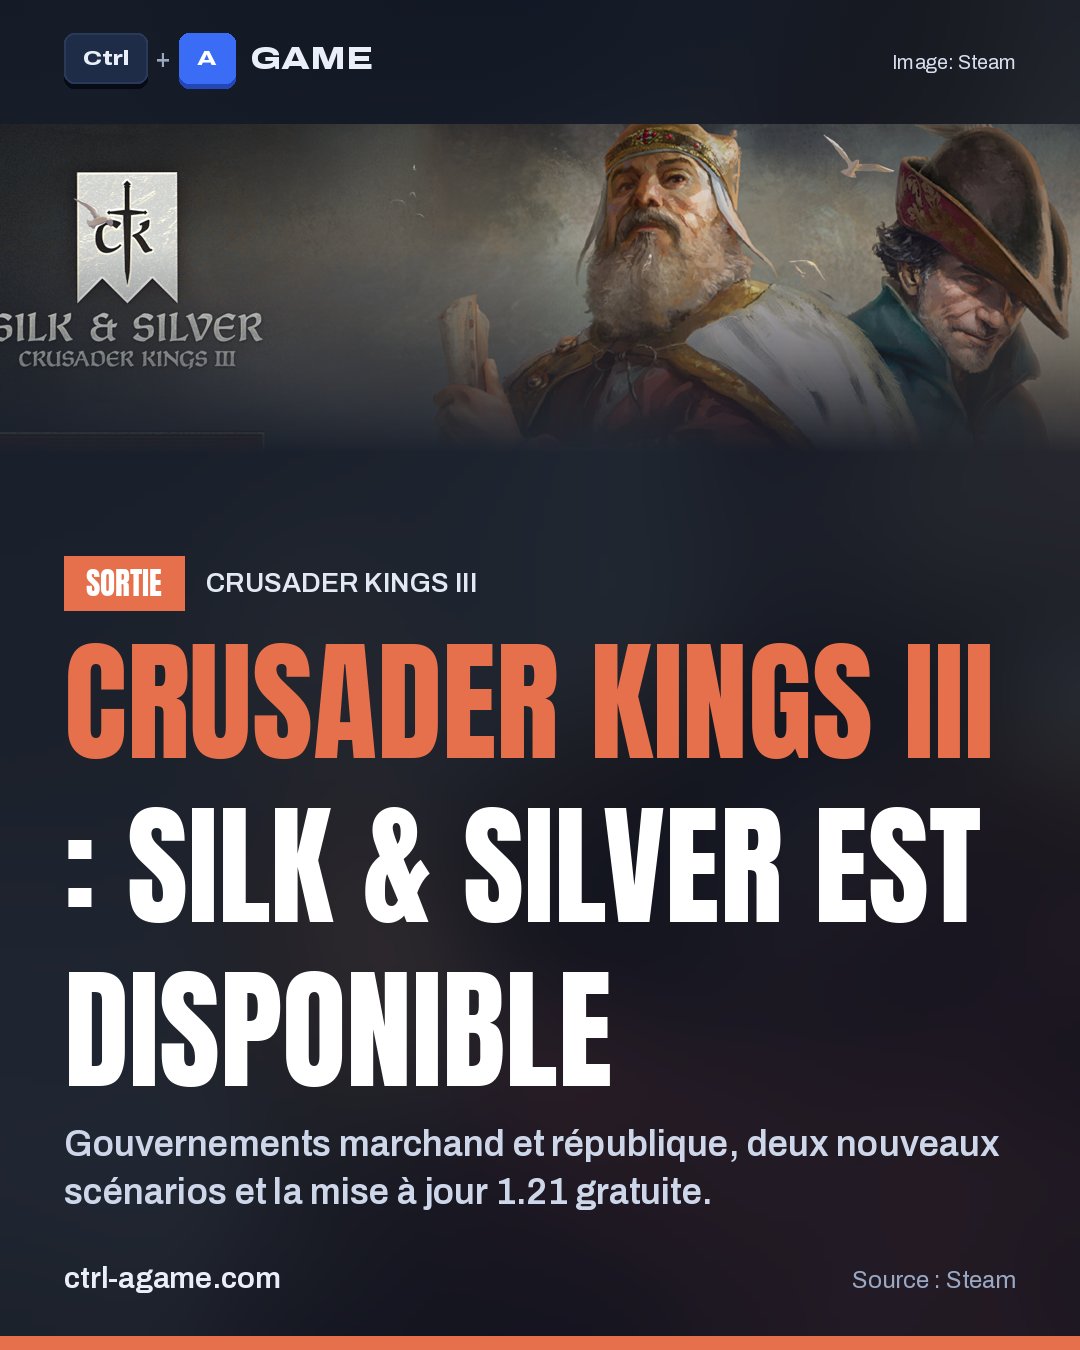 Ctrl + A GAME
Image: Steam
CK
SILK & SILVER
CRUSADER KINGS III
SORTIE CRUSADER KINGS III
CRUSADER KINGS III
: SILK & SILVER EST
DISPONIBLE
Gouvernements marchand et république, deux nouveaux
scénarios et la mise à jour 1.21 gratuite.
ctrl-agame.com
Source : Steam